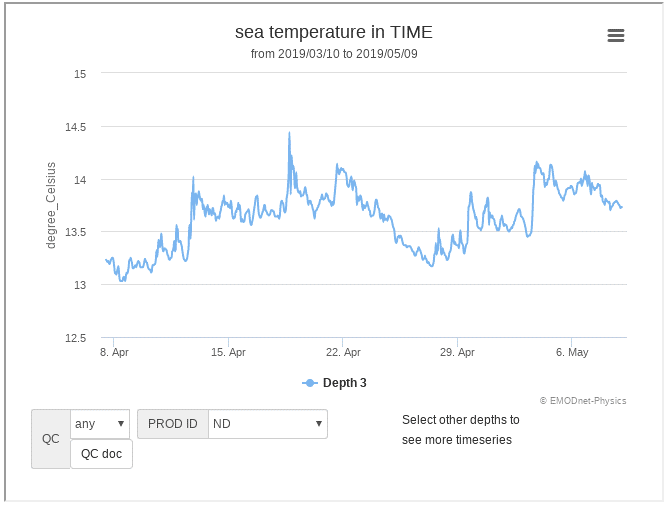 sea temperature in TIME
from 2019/03/10 to 2019/05/09
15
14.5
14
13.5
13
12.5
degree_Celsius
8. Apr 15. Apr 22. Apr 29. Apr 6. May
Depth 3
© EMODnet-Physics
QC any PROD ID ND
QC doc
Select other depths to
see more timeseries